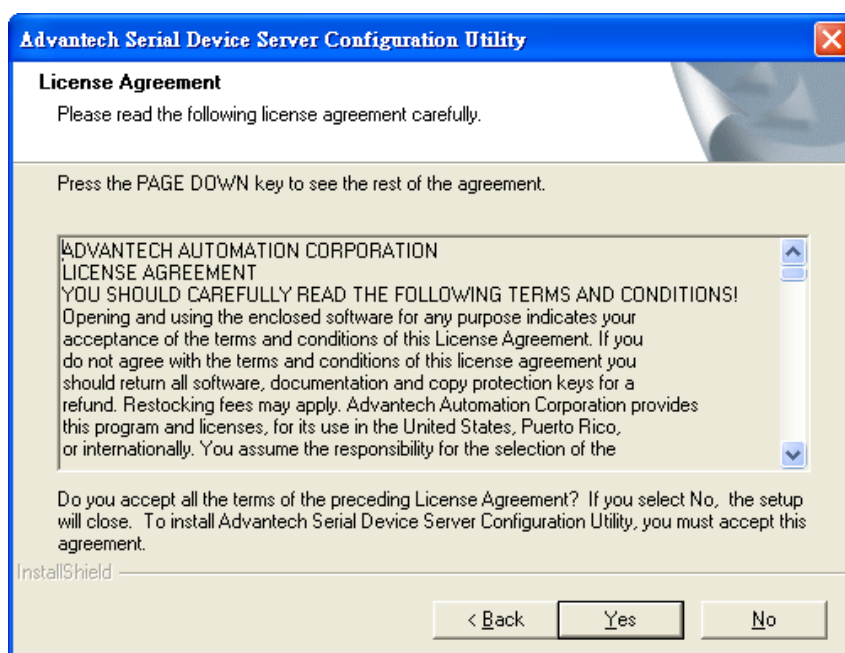 Advantech Serial Device Server Configuration Utility
License Agreement
Please read the following license agreement carefully.
Press the PAGE DOWN key to see the rest of the agreement.
ADVANTECH AUTOMATION CORPORATION
LICENSE AGREEMENT
YOU SHOULD CAREFULLY READ THE FOLLOWING TERMS AND CONDITIONS!
Opening and using the enclosed software for any purpose indicates your
acceptance of the terms and conditions of this License Agreement. If you
do not agree with the terms and conditions of this license agreement you
should return all software, documentation and copy protection keys for a
refund. Restocking fees may apply. Advantech Automation Corporation provides
this program and licenses, for its use in the United States, Puerto Rico,
or internationally. You assume the responsibility for the selection of the
Do you accept all the terms of the preceding License Agreement? If you select No, the setup
will close. To install Advantech Serial Device Server Configuration Utility, you must accept this
agreement.
InstallShield
< Back
Yes
No